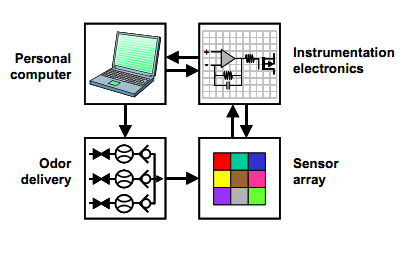 Personal
computer
Instrumentation
electronics
+
-
Odor
delivery
Sensor
array